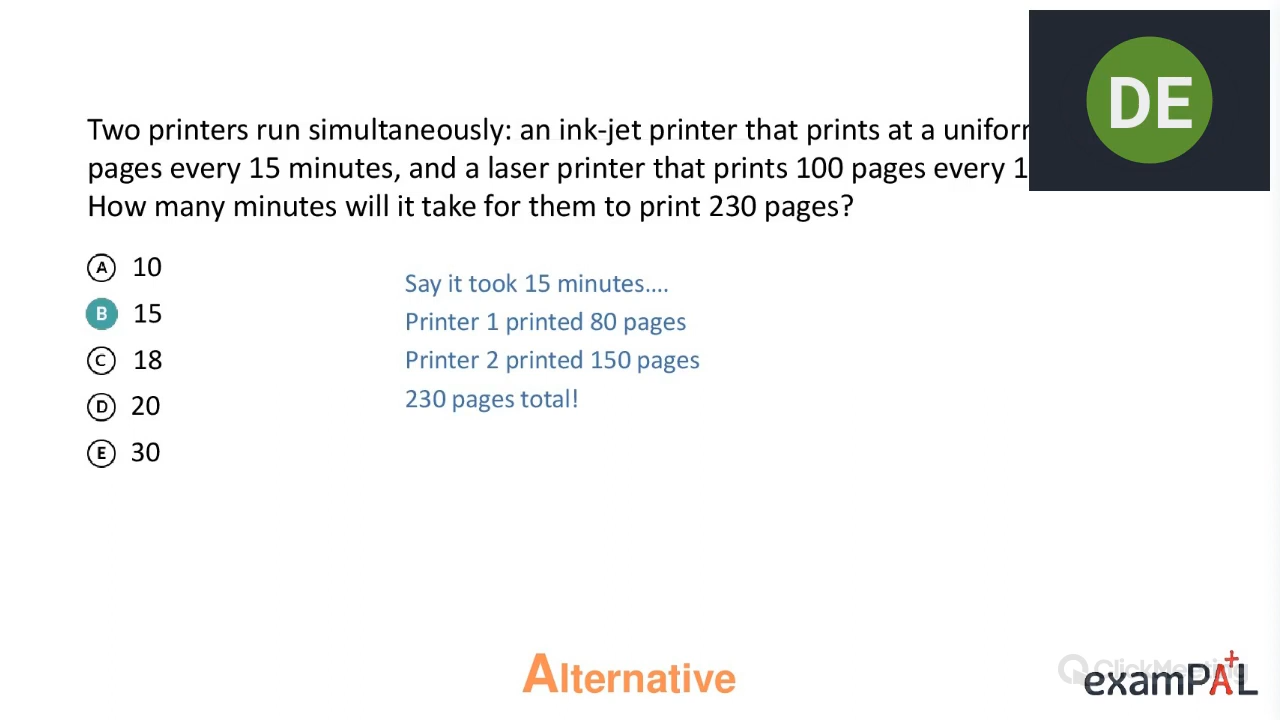 DE
Two printers run simultaneously: an ink-jet printer that prints at a
pages every 15 minutes, and a laser printer that prints 100 pages every
How many minutes will it take for them to print 230 pages?
A 10
B 15
C 18
D 20
E 30
Say it took 15 minutes....
Printer 1 printed 80 pages
Printer 2 printed 150 pages
230 pages total!
Alternative
ClickMeeting
examPAL+